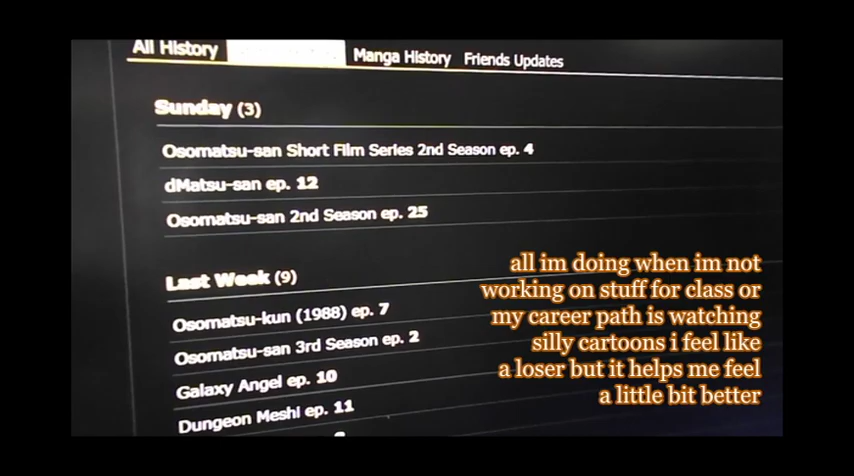 All History
Manga History
Friends Updates
Sunday (3)
Osomatsu-san Short Film Series 2nd Season ep. 4
dMatsu-san ep. 12
Osomatsu-san 2nd Season ep. 25
Last Week (9)
Osomatsu-kun (1988) ep. 7
Osomatsu-san 3rd Season ep. 2
Galaxy Angel ep. 10
Dungeon Meshi ep. 11
all im doing when im not
working on stuff for class or
my career path is watching
silly cartoons i feel like
a loser but it helps me feel
a little bit better